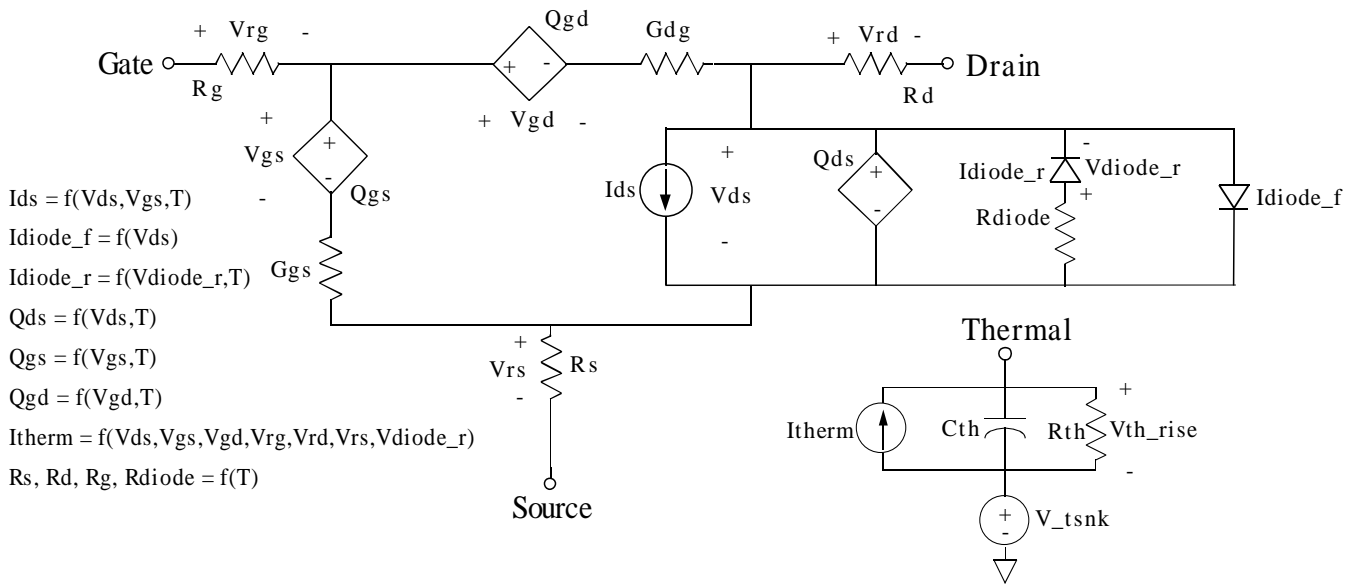 + Vrg -
Qgd
Gdg
+ Vrd -
Gate
Rg
+ -
Drain
Rd
+ Vgd -
+
Vgs
-
+
-
Qgs
Ggs
Ids
+
Vds
-
Qds
+
-
-
Idiode_r
Vdiode_r
+
Rdiode
Idiode_f
Ids = f(Vds,Vgs,T)
Idiode_f = f(Vds)
Idiode_r = f(Vdiode_r,T)
Qds = f(Vds,T)
Qgs = f(Vgs,T)
Qgd = f(Vgd,T)
Itherm = f(Vds,Vgs,Vgd,Vrg,Vrd,Vrs,Vdiode_r)
Rs, Rd, Rg, Rdiode = f(T)
+
Vrs
-
Rs
Source
Thermal
Itherm
Cth
Rth
+
Vth_rise
-
+
-
V_tsnk